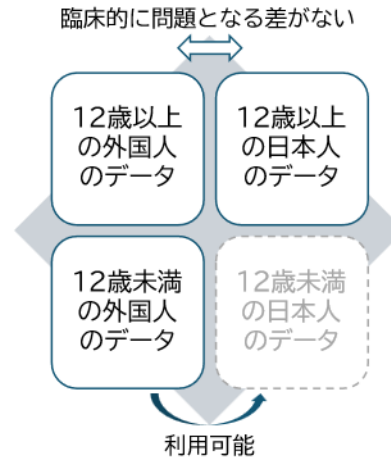 臨床的に問題となる差がない
12歳以上
の外国人
のデータ
12歳以上
の日本人
のデータ
12歳未満
の外国人
のデータ
12歳未満
の日本人
のデータ
利用可能